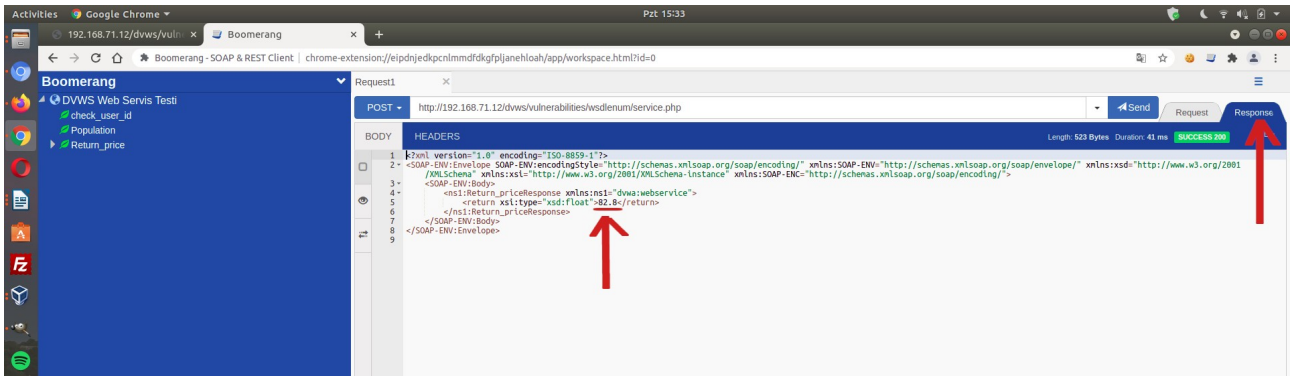 Activities Google Chrome Pzt 15:33
192.168.71.12/dvws/vuln Boomerang
Boomerang - SOAP & REST Client chrome-extension://eipdnjedkpcnlmmdfdkgfpljanehloah/app/workspace.html?id=0
Boomerang
DVWS Web Servis Testi
check_user_id
Population
Return_price
Request1
POST http://192.168.71.12/dvws/vulnerabilities/wsdlenum/service.php Send Request Response
BODY HEADERS Length: 523 Bytes Duration: 41 ms SUCCESS 200
1 <?xml version="1.0" encoding="ISO-8859-1"?>
2 <SOAP-ENV:Envelope SOAP-ENV:encodingStyle="http://schemas.xmlsoap.org/soap/encoding/" xmlns:SOAP-ENV="http://schemas.xmlsoap.org/soap/envelope/" xmlns:xsd="http://www.w3.org/2001
/XMLSchema" xmlns:xsi="http://www.w3.org/2001/XMLSchema-instance" xmlns:SOAP-ENC="http://schemas.xmlsoap.org/soap/encoding/">
3 <SOAP-ENV:Body>
4 <ns1:Return_priceResponse xmlns:ns1="dvwa:webservice">
5 <return xsi:type="xsd:float">82.8</return>
6 </ns1:Return_priceResponse>
7 </SOAP-ENV:Body>
8 </SOAP-ENV:Envelope>
9